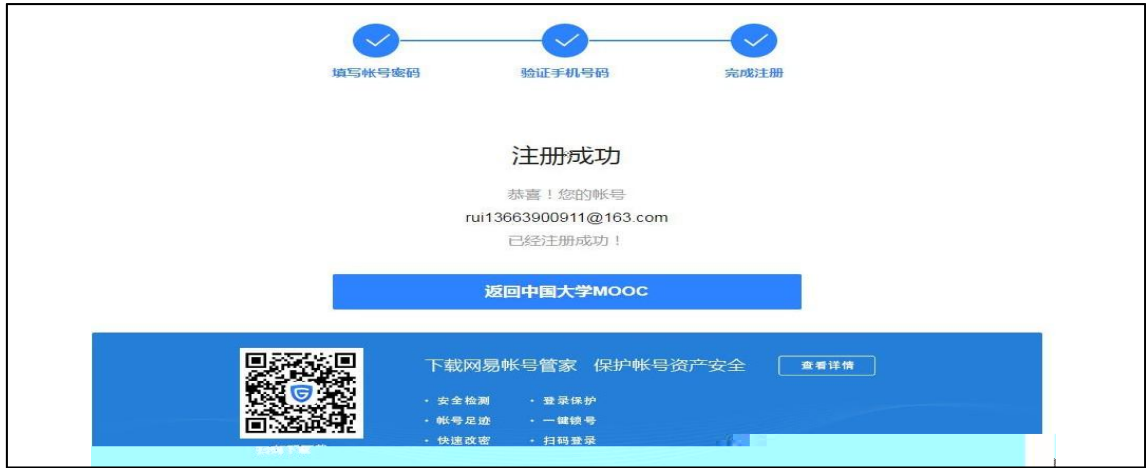 填写帐号密码
验证手机号码
完成注册
注册成功
恭喜！您的帐号
rui13663900911@163.com
已经注册成功！
返回中国大学MOOC
下载网易帐号管家 保护帐号资产安全
查看详情
· 安全检测 · 登录保护
· 帐号足迹 · 一键锁号
· 快速改密 · 扫码登录